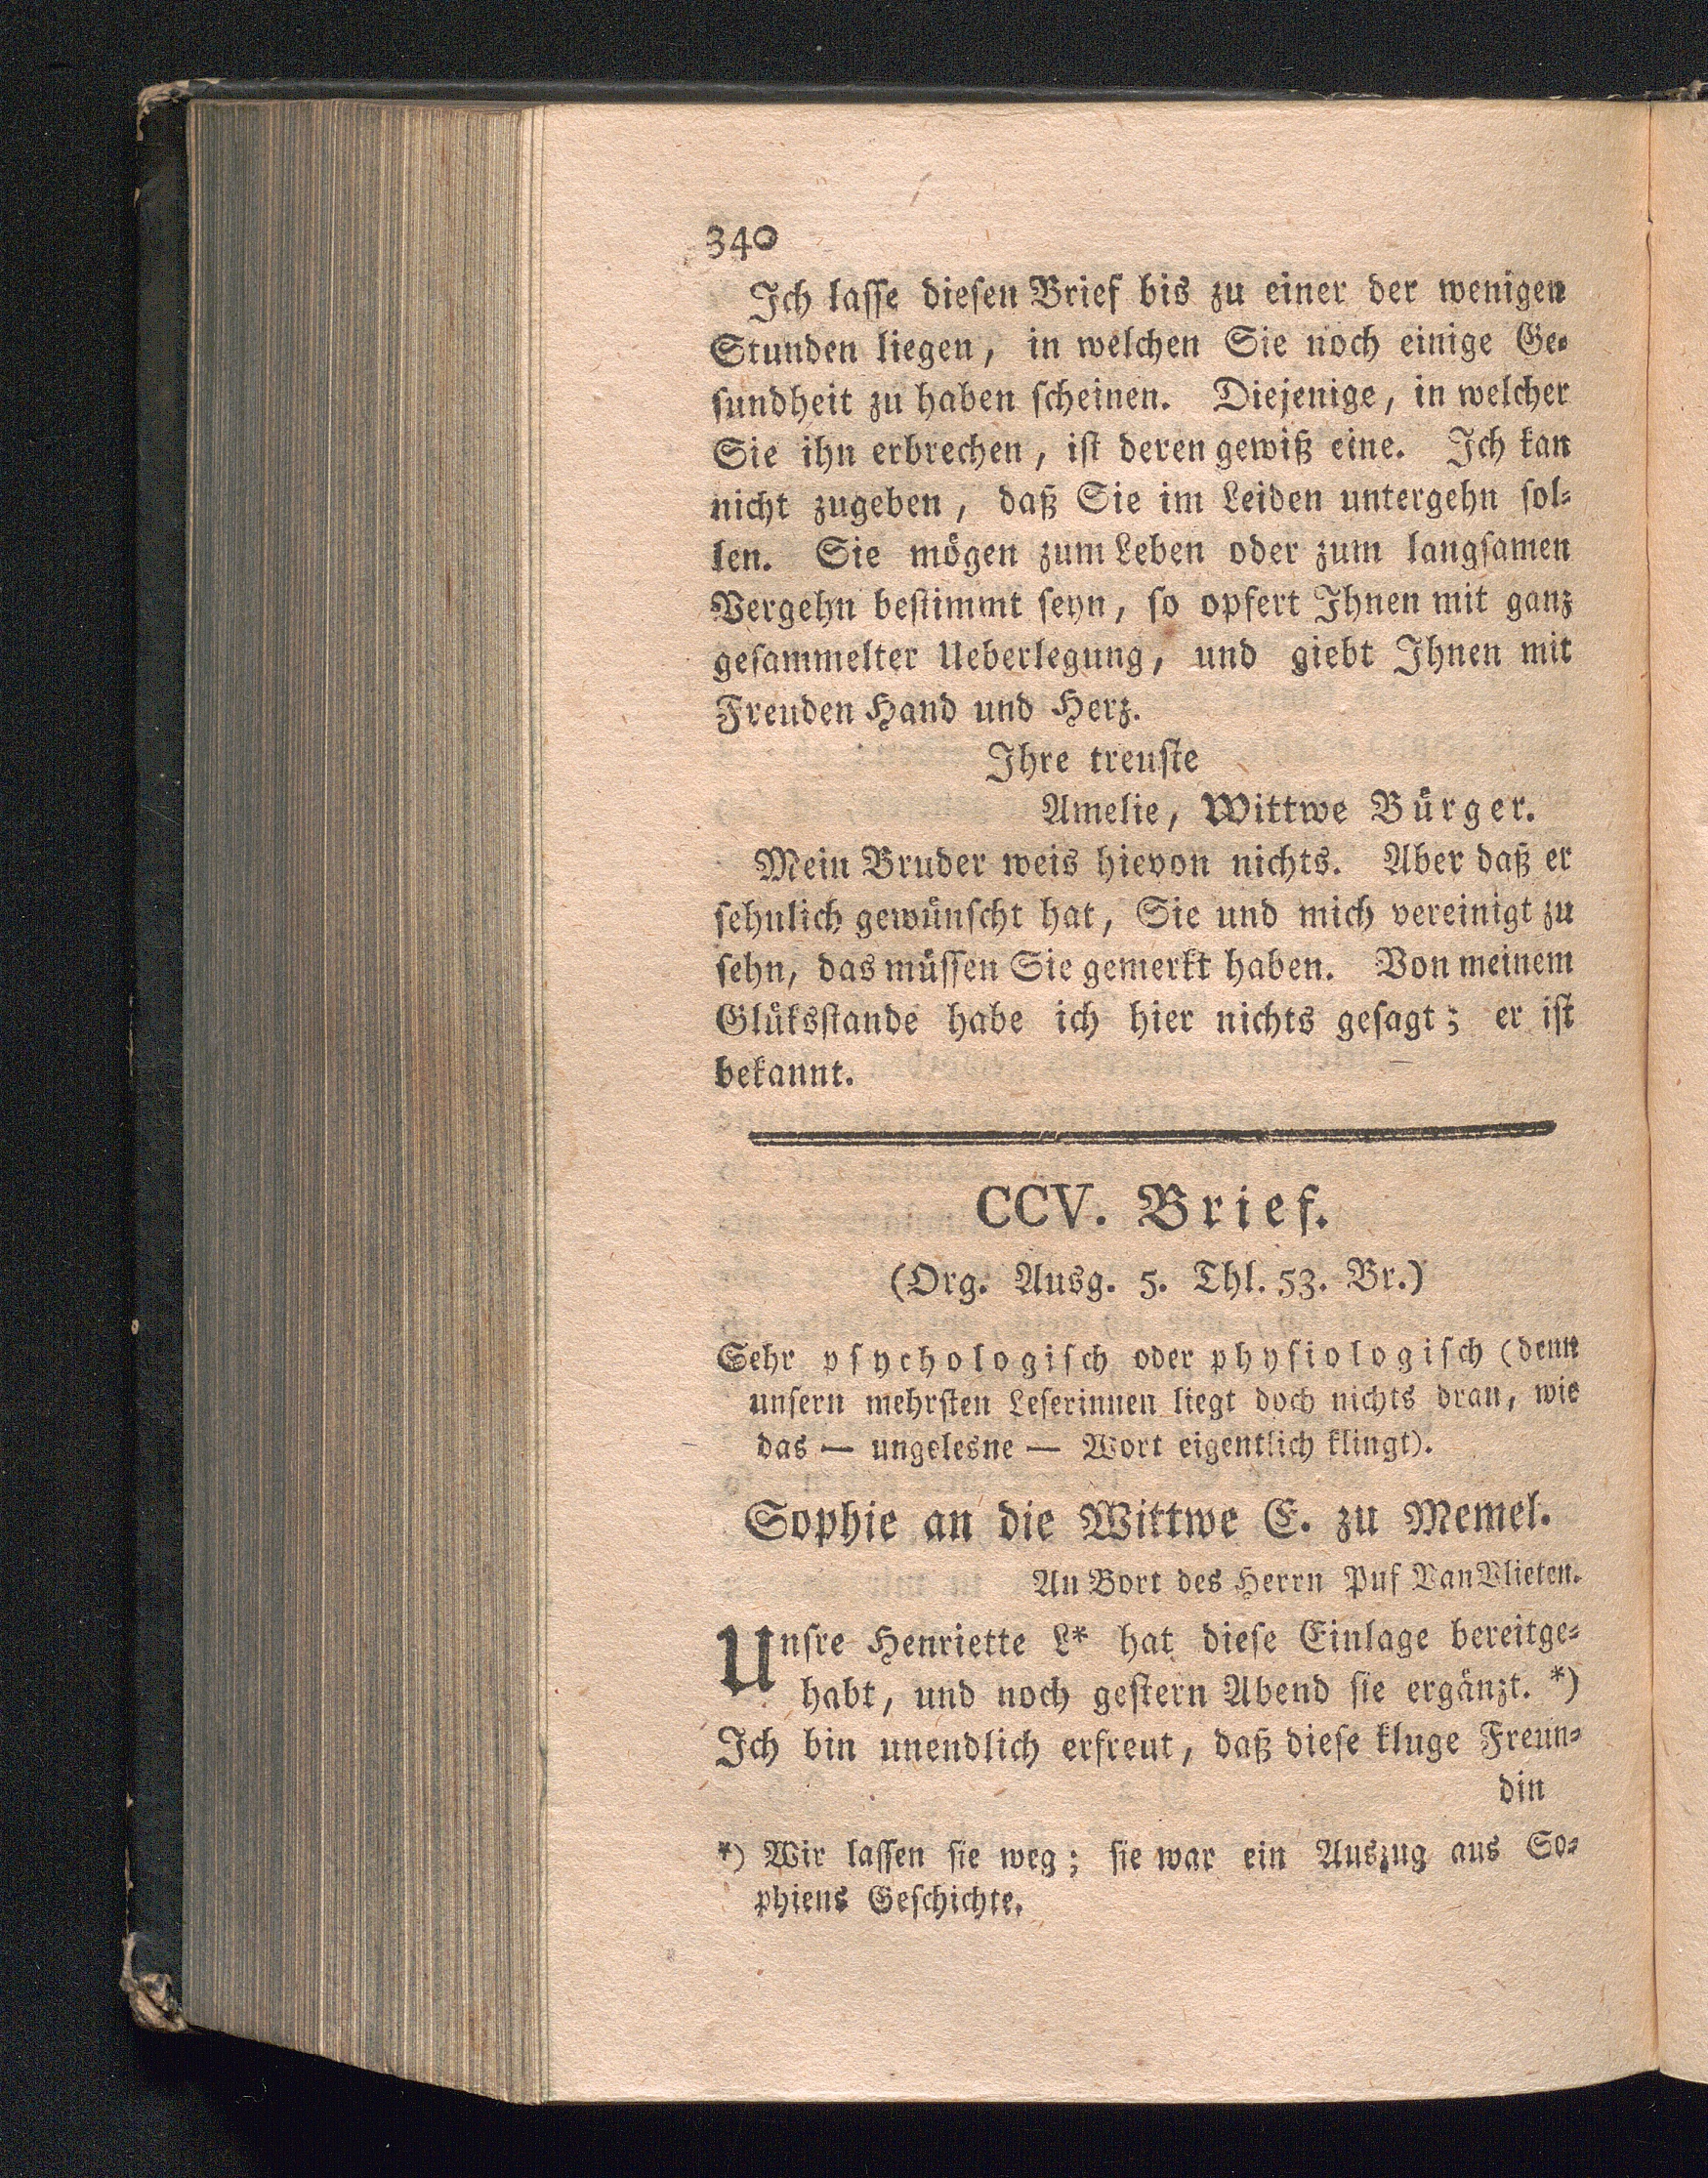 340
Ich lasse diesen Brief bis zu einer der wenigen
Stunden liegen, in welchen Sie noch einige Ge-
sundheit zu haben scheinen. Diejenige, in welcher
Sie ihn erbrechen, ist deren gewiß eine. Ich kan
nicht zugeben, daß Sie im Leiden untergehn sol-
len. Sie mögen zum Leben oder zum langsamen
Vergehn bestimmt seyn, so opfert Ihnen mit ganz
gesammelter Ueberlegung, und giebt Ihnen mit
Freuden Hand und Herz.
Ihre treuste
Amelie, Wittwe Bürger.
Mein Bruder weis hievon nichts. Aber daß er
sehnlich gewünscht hat, Sie und mich vereinigt zu
sehn, das müssen Sie gemerkt haben. Von meinem
Glüksstande habe ich hier nichts gesagt; er ist
bekannt.
CCV. Brief.
(Org. Ausg. 5. Thl. 53. Br.)
Sehr psychologisch oder physiologisch (denn
unsern mehrsten Leserinnen liegt doch nichts dran, wie
das — ungelesne — Wort eigentlich klingt).
Sophie an die Wittwe E. zu Memel.
An Bort des Herrn Puf Van Vlieten.
Unsre Henriette L* hat diese Einlage bereitge-
habt, und noch gestern Abend sie ergänzt. *)
Ich bin unendlich erfreut, daß diese kluge Freun-
din
*) Wir lassen sie weg; sie war ein Auszug aus So-
phiens Geschichte.